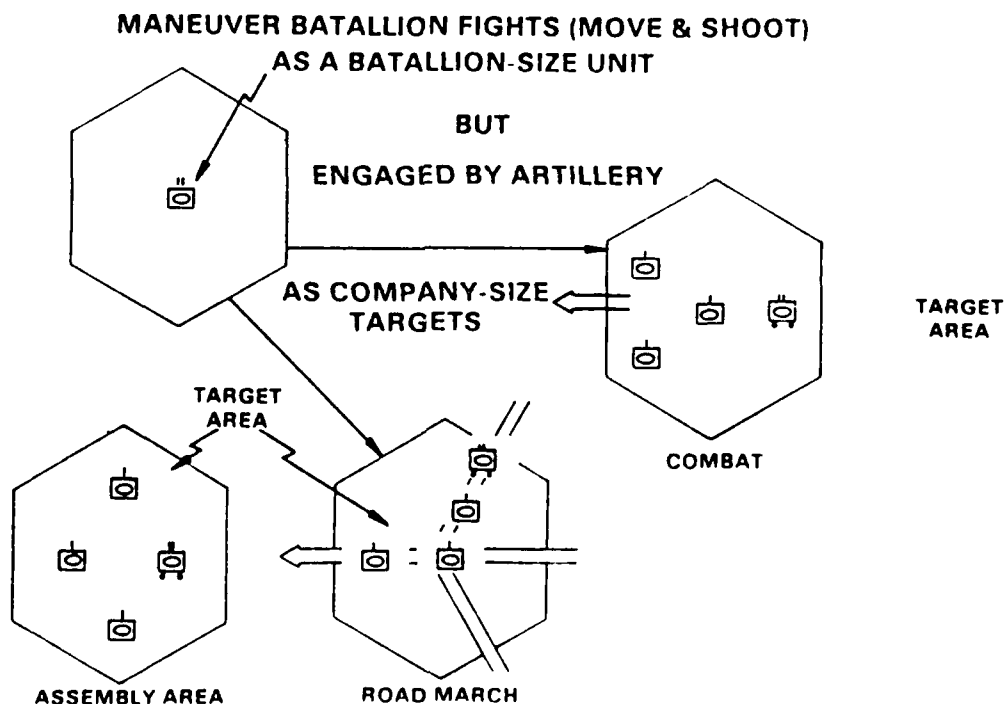 MANEUVER BATALLION FIGHTS (MOVE & SHOOT)
AS A BATALLION-SIZE UNIT
BUT
ENGAGED BY ARTILLERY
AS COMPANY-SIZE
TARGETS
TARGET
AREA
COMBAT
TARGET
AREA
ASSEMBLY AREA
ROAD MARCH